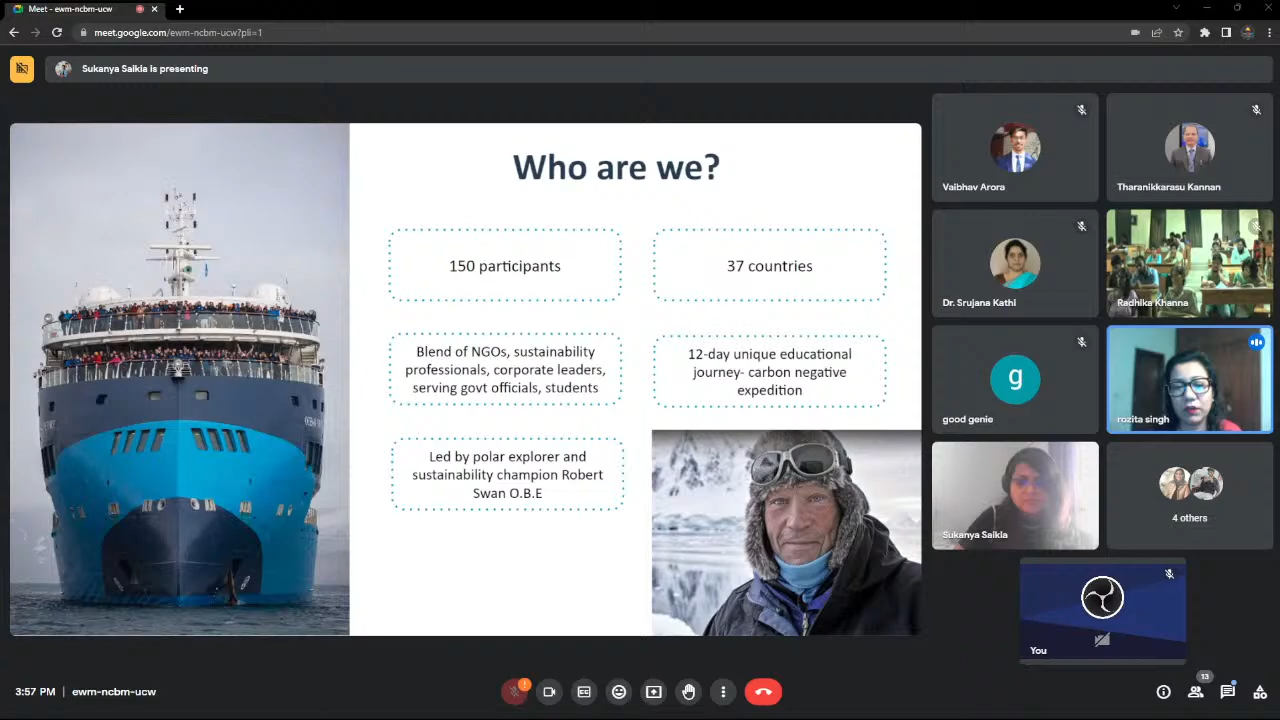 Meet - ewm-ncbm-ucw
meet.google.com/ewm-ncbm-ucw?pli=1
Sukanya Saikia is presenting
Who are we?
150 participants
37 countries
Blend of NGOs, sustainability
professionals, corporate leaders,
serving govt officials, students
12-day unique educational
journey- carbon negative
expedition
Led by polar explorer and
sustainability champion Robert
Swan O.B.E
Vaibhav Arora
Tharanikkarasu Kannan
Dr. Srujana Kathi
Radhika Khanna
g
good genie
rozita singh
Sukanya Saikia
4 others
You
3:57 PM | ewm-ncbm-ucw
13